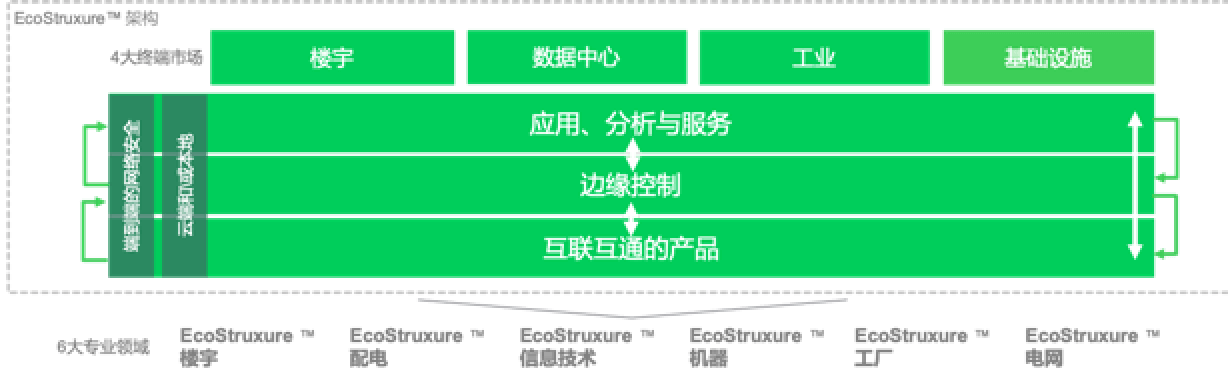 EcoStruxure™ 架构
4大终端市场
楼宇
数据中心
工业
基础设施
端到端的网络安全
云端和/或本地
应用、分析与服务
边缘控制
互联互通的产品
6大专业领域
EcoStruxure ™
楼宇
EcoStruxure ™
配电
EcoStruxure ™
信息技术
EcoStruxure ™
机器
EcoStruxure ™
工厂
EcoStruxure ™
电网